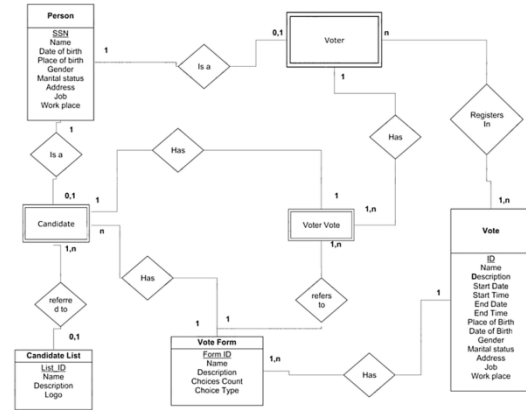 Person
SSN
Name
Date of birth
Place of birth
Gender
Marital status
Address
Job
Work place
1
Is a
0,1
Voter
n
1
1
Is a
0,1
Has
Registers
In
Candidate
1
n
1,n
Has
1
1,n
Voter Vote
1,n
1,n
Has
refers
to
referre
d to
0,1
1
1
1
1,n
Has
Candidate List
List_ID
Name
Description
Logo
Vote Form
Form ID
Name
Description
Choices Count
Choice Type
Vote
ID
Name
Description
Start Date
Start Time
End Date
End Time
Place of Birth
Date of Birth
Gender
Marital status
Address
Job
Work place